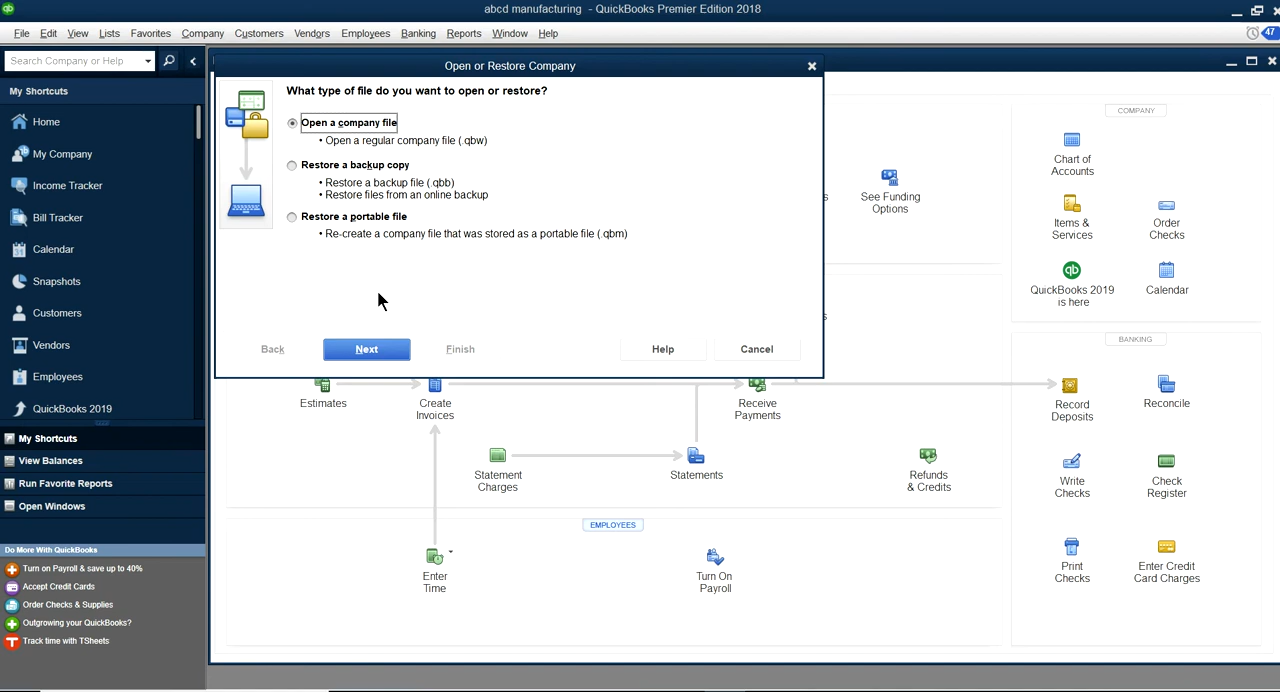 abcd manufacturing - QuickBooks Premier Edition 2018
File Edit View Lists Favorites Company Customers Vendors Employees Banking Reports Window Help
47
Search Company or Help
My Shortcuts
Home
My Company
Income Tracker
Bill Tracker
Calendar
Snapshots
Customers
Vendors
Employees
QuickBooks 2019
My Shortcuts
View Balances
Run Favorite Reports
Open Windows
Do More With QuickBooks
Turn on Payroll & save up to 40%
Accept Credit Cards
Order Checks & Supplies
Outgrowing your QuickBooks?
Track time with TSheets
Open or Restore Company
What type of file do you want to open or restore?
Open a company file
• Open a regular company file (.qbw)
Restore a backup copy
• Restore a backup file (.qbb)
• Restore files from an online backup
Restore a portable file
• Re-create a company file that was stored as a portable file (.qbm)
Back Next Finish Help Cancel
See Funding
Options
Estimates
Create
Invoices
Receive
Payments
Statement
Charges
Statements
Refunds
& Credits
EMPLOYEES
Enter
Time
Turn On
Payroll
COMPANY
Chart of
Accounts
Items &
Services
Order
Checks
qb
QuickBooks 2019
is here
Calendar
BANKING
Record
Deposits
Reconcile
Write
Checks
Check
Register
Print
Checks
Enter Credit
Card Charges